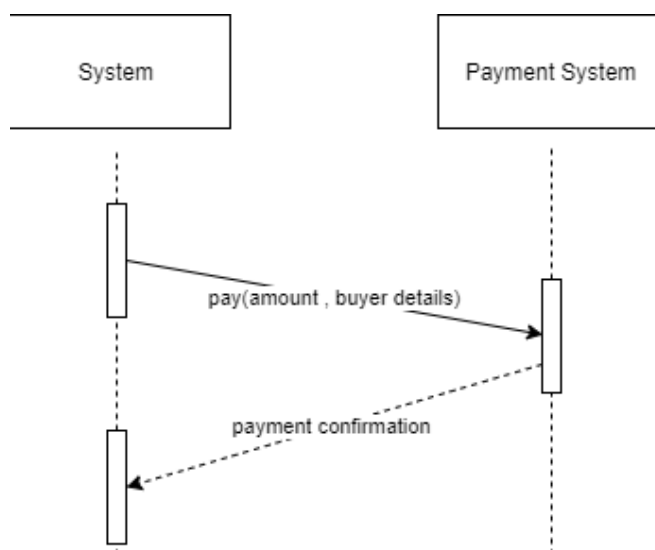 System
Payment System
pay(amount , buyer details)
payment confirmation